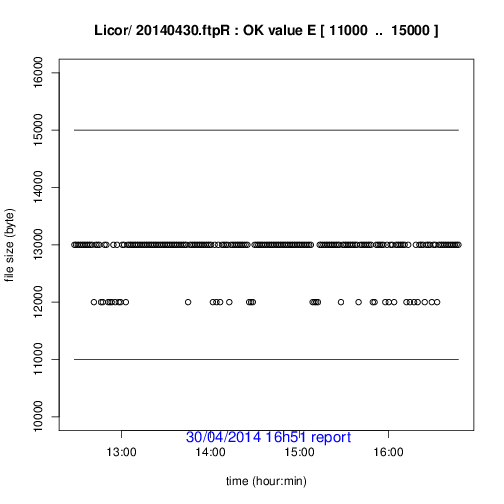 Licor/ 20140430.ftpR : OK value E [ 11000 .. 15000 ]
file size (byte)
16000
15000
14000
13000
12000
11000
10000
30/04/2014 16h51 report
13:00 14:00 15:00 16:00
time (hour:min)